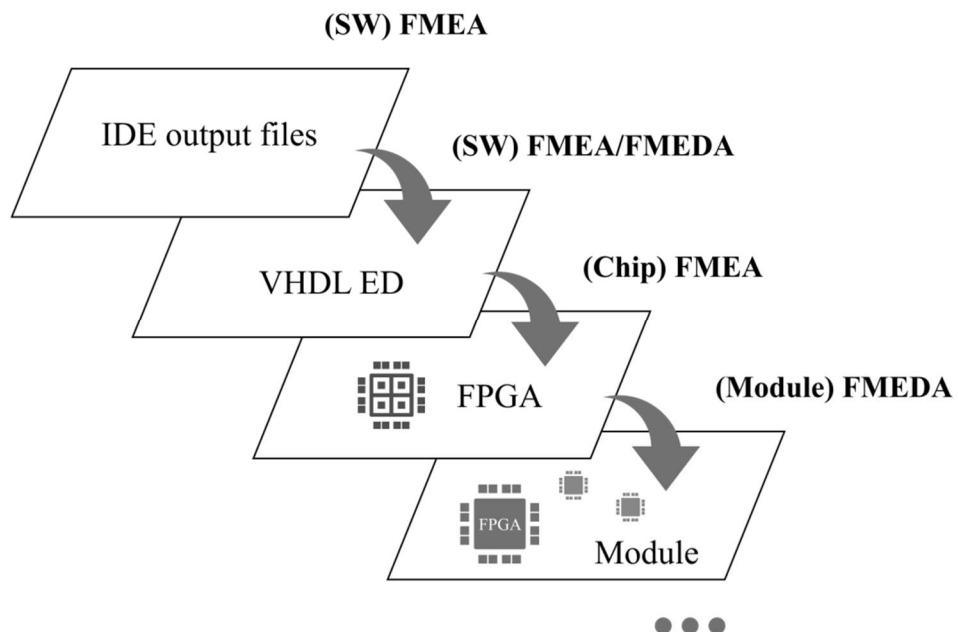 (SW) FMEA
IDE output files
(SW) FMEA/FMEDA
VHDL ED
(Chip) FMEA
FPGA
(Module) FMEDA
FPGA
Module